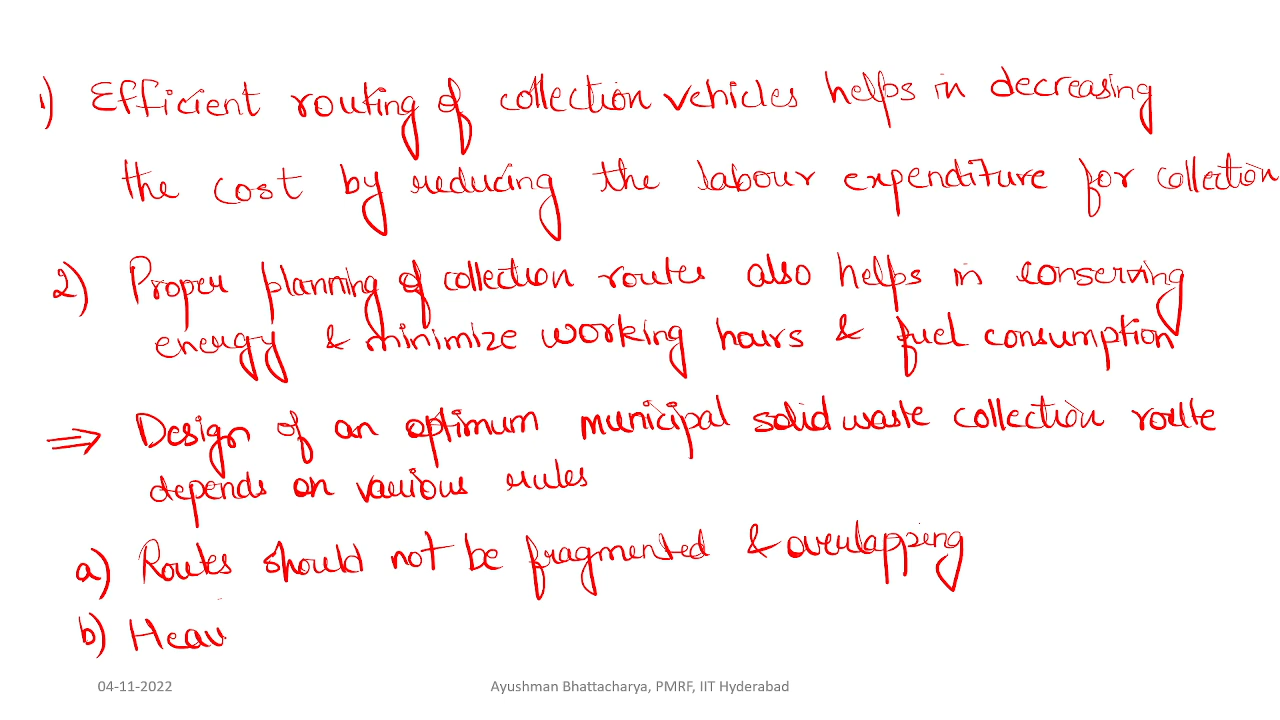 1) Efficient routing of collection vehicles helps in decreasing
the cost by reducing the labour expenditure for collection
2) Proper planning of collection routes also helps in conserving
energy & minimize working hours & fuel consumption
⇒ Design of an optimum municipal solid waste collection route
depends on various rules
a) Routes should not be fragmented & overlapping
b) Heav
04-11-2022 Ayushman Bhattacharya, PMRF, IIT Hyderabad